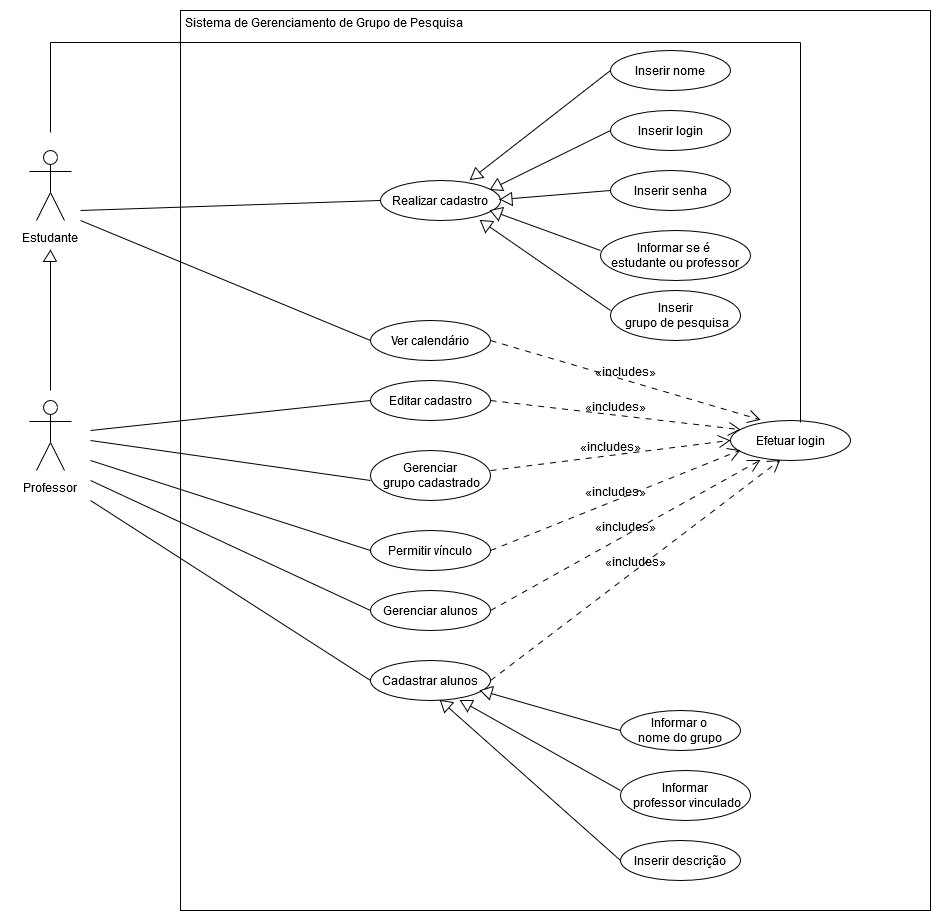 Sistema de Gerenciamento de Grupo de Pesquisa
Inserir nome
Inserir login
Inserir senha
Realizar cadastro
Estudante
Informar se é
estudante ou professor
Inserir
grupo de pesquisa
Ver calendário
«includes»
Editar cadastro
«includes»
Efetuar login
«includes»
Gerenciar
grupo cadastrado
Professor
«includes»
«includes»
Permitir vínculo
«includes»
Gerenciar alunos
Cadastrar alunos
Informar o
nome do grupo
Informar
professor vinculado
Inserir descrição